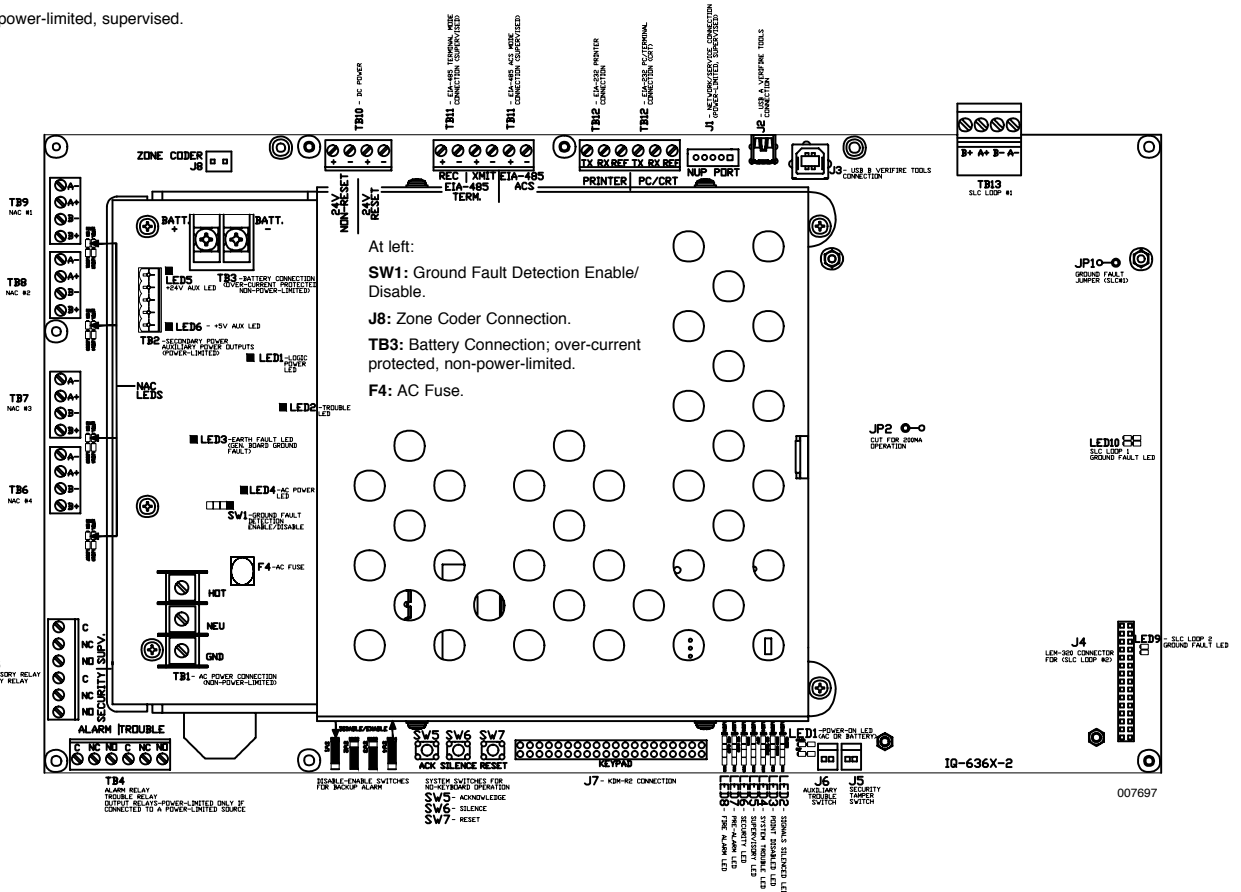 power-limited, supervised.
TB10 - DC POWER
TB11 - EIA-485 TERMINAL MODE
CONNECTION (SUPERVISED)
TB11 - EIA-485 ACS MODE
CONNECTION (SUPERVISED)
TB12 - EIA-232 PRINTER
CONNECTION
TB12 - EIA-232 PC/TERMINAL
CONNECTION (CRT)
J1 - NETWORK/SERVICE CONNECTION
(POWER-LIMITED, SUPERVISED)
J2 - USB A VERIFIRE TOOLS
CONNECTION
ZONE CODER
J8
+ - + -
24V
NON-RESET
24V
RESET
+ - + - + -
REC | XMIT
EIA-485
TERM.
EIA-485
ACS
TX RX REF TX RX REF
PRINTER | PC/CRT
NUP PORT
J3 - USB B VERIFIRE TOOLS
CONNECTION
B+ A+ B- A-
TB13
SLC LOOP #1
TB9
NAC #1
A-
A+
B-
B+
TB8
NAC #2
A-
A+
B-
B+
TB7
NAC #3
A-
A+
B-
B+
TB6
NAC #4
A-
A+
B-
B+
NAC
LEDS
BATT.
+
BATT.
-
TB3 - BATTERY CONNECTION
(OVER-CURRENT PROTECTED
NON-POWER-LIMITED)
LED5
+24V AUX LED
LED6 - +5V AUX LED
TB2 - SECONDARY POWER
AUXILIARY POWER OUTPUTS
(POWER-LIMITED)
LED1 - LOGIC
POWER
LED
LED2 - TROUBLE
LED
LED3 - EARTH FAULT LED
(GEN. BOARD GROUND
FAULT)
LED4 - AC POWER
LED
SW1 - GROUND FAULT
DETECTION
ENABLE/DISABLE
F4 - AC FUSE
HOT
NEU
GND
TB1 - AC POWER CONNECTION
(NON-POWER-LIMITED)
At left:
SW1: Ground Fault Detection Enable/
Disable.
J8: Zone Coder Connection.
TB3: Battery Connection; over-current
protected, non-power-limited.
F4: AC Fuse.
JP1
GROUND FAULT
JUMPER (SLC#1)
JP2
CUT FOR 200MA
OPERATION
LED10
SLC LOOP 1
GROUND FAULT LED
J4
LEM-320 CONNECTOR
FOR (SLC LOOP #2)
LED9 - SLC LOOP 2
GROUND FAULT LED
C
NC
NO
C
NC
NO
SECURITY SUPV.
SORY RELAY
Y RELAY
ALARM | TROUBLE
C NC NO C NC NO
TB4
ALARM RELAY
TROUBLE RELAY
OUTPUT RELAYS-POWER-LIMITED ONLY IF
CONNECTED TO A POWER-LIMITED SOURCE
DISABLE/ENABLE
DISABLE-ENABLE SWITCHES
FOR BACKUP ALARM
SW5 SW6 SW7
ACK SILENCE RESET
SYSTEM SWITCHES FOR
NO-KEYBOARD OPERATION
SW5 - ACKNOWLEDGE
SW6 - SILENCE
SW7 - RESET
KEYPAD
J7 - KDM-R2 CONNECTION
LED8 - FIRE ALARM LED
LED7 - PRE-ALARM LED
LED6 - SECURITY LED
LED5 - SUPERVISORY LED
LED4 - SYSTEM TROUBLE LED
LED3 - POINT DISABLED LED
LED2 - SIGNALS SILENCED LED
LED1 - POWER-ON LED
(AC OR BATTERY)
J6
AUXILIARY
TROUBLE
SWITCH
J5
SECURITY
TAMPER
SWITCH
IQ-636X-2
007697